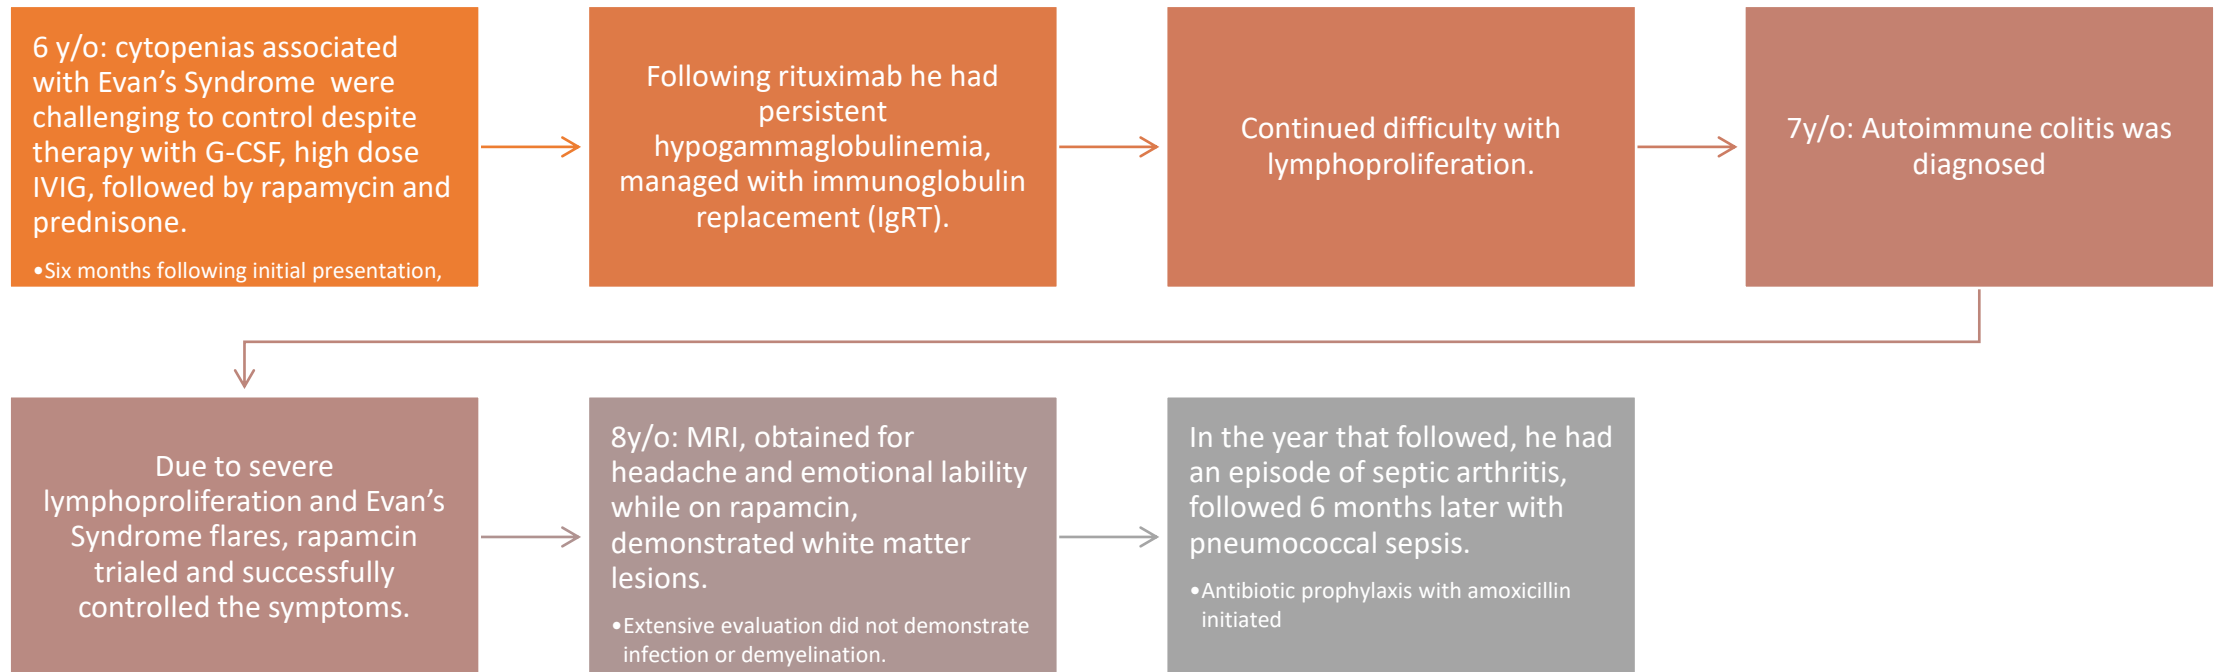 6 y/o: cytopenias associated
with Evan’s Syndrome were
challenging to control despite
therapy with G-CSF, high dose
IVIG, followed by rapamycin and
prednisone.
•Six months following initial presentation,
Following rituximab he had
persistent
hypogammaglobulinemia,
managed with immunoglobulin
replacement (IgRT).
Continued difficulty with
lymphoproliferation.
7y/o: Autoimmune colitis was
diagnosed
Due to severe
lymphoproliferation and Evan’s
Syndrome flares, rapamcin
trialed and successfully
controlled the symptoms.
8y/o: MRI, obtained for
headache and emotional lability
while on rapamcin,
demonstrated white matter
lesions.
•Extensive evaluation did not demonstrate
infection or demyelination.
In the year that followed, he had
an episode of septic arthritis,
followed 6 months later with
pneumococcal sepsis.
•Antibiotic prophylaxis with amoxicillin
initiated